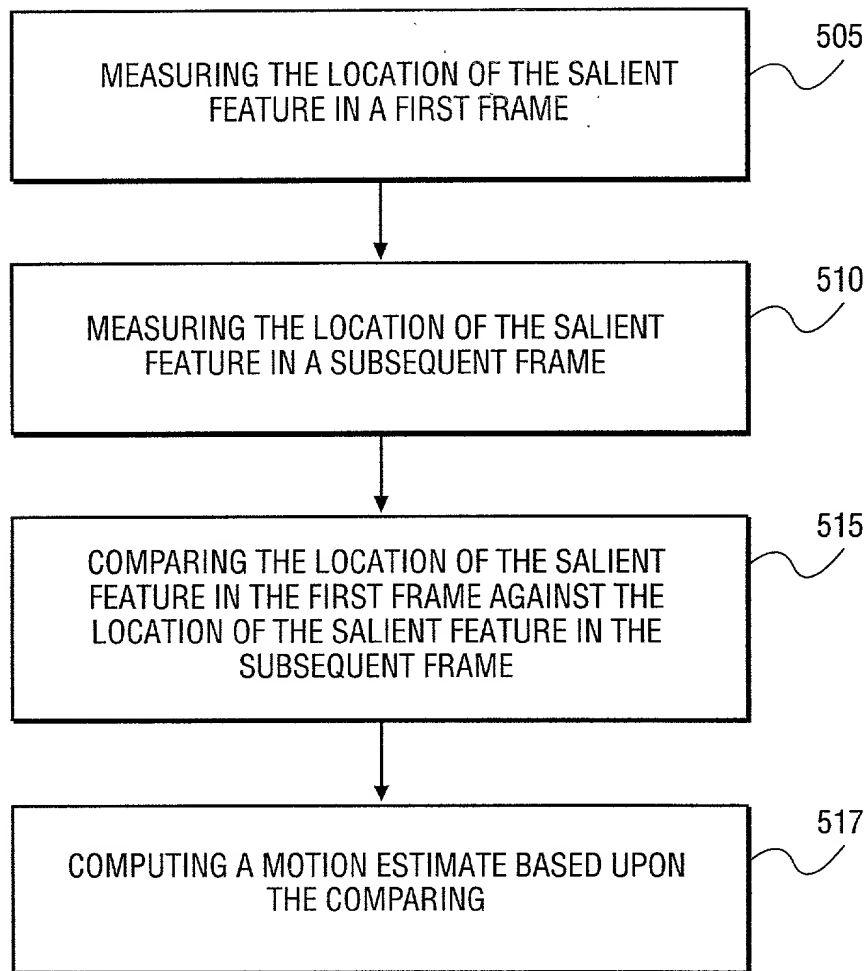 505
MEASURING THE LOCATION OF THE SALIENT
FEATURE IN A FIRST FRAME
510
MEASURING THE LOCATION OF THE SALIENT
FEATURE IN A SUBSEQUENT FRAME
515
COMPARING THE LOCATION OF THE SALIENT
FEATURE IN THE FIRST FRAME AGAINST THE
LOCATION OF THE SALIENT FEATURE IN THE
SUBSEQUENT FRAME
517
COMPUTING A MOTION ESTIMATE BASED UPON
THE COMPARING